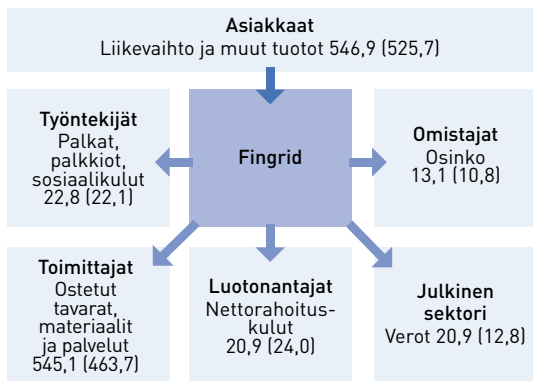 Asiakkaat
Liikevaihto ja muut tuotot 546,9 (525,7)
Työntekijät
Palkat,
palkkiot,
sosiaalikulut
22,8 (22,1)
Fingrid
Omistajat
Osinko
13,1 (10,8)
Toimittajat
Ostetut
tavarat,
materiaalit
ja palvelut
545,1 (463,7)
Luotonantajat
Nettorahoitus-
kulut
20,9 (24,0)
Julkinen
sektori
Verot 20,9 (12,8)